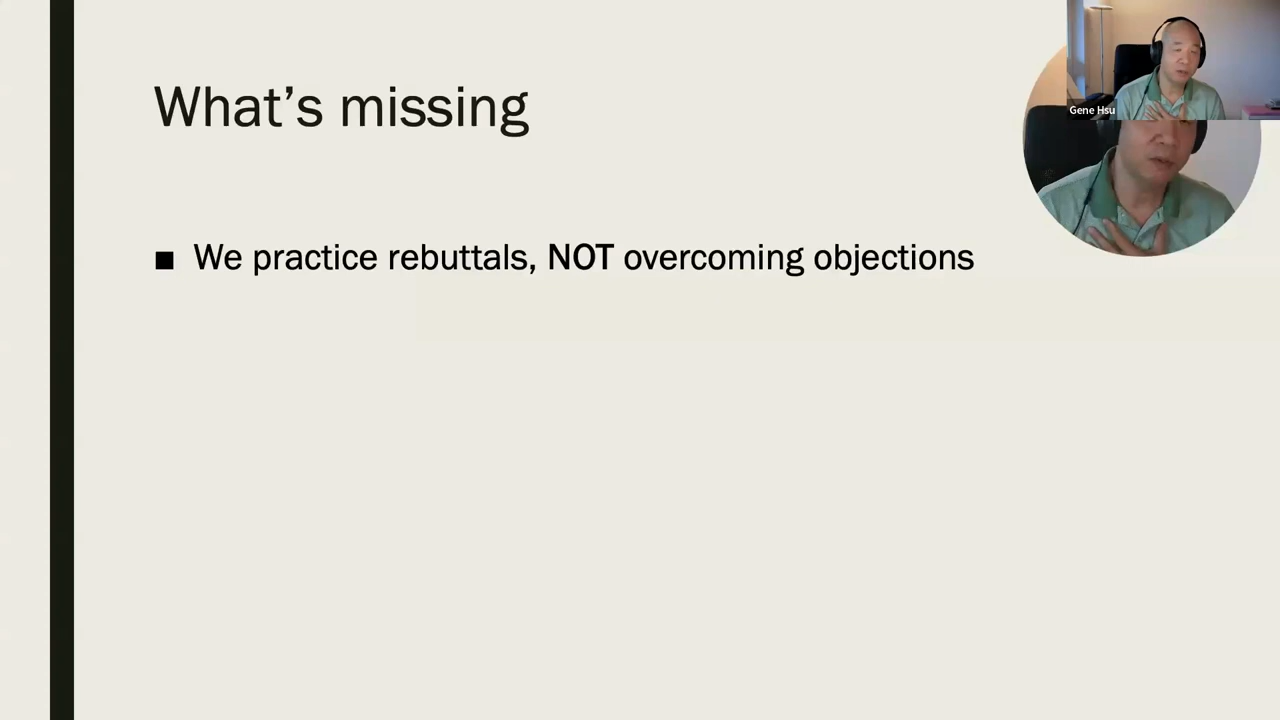 What's missing
Gene Hsu
■ We practice rebuttals, NOT overcoming objections